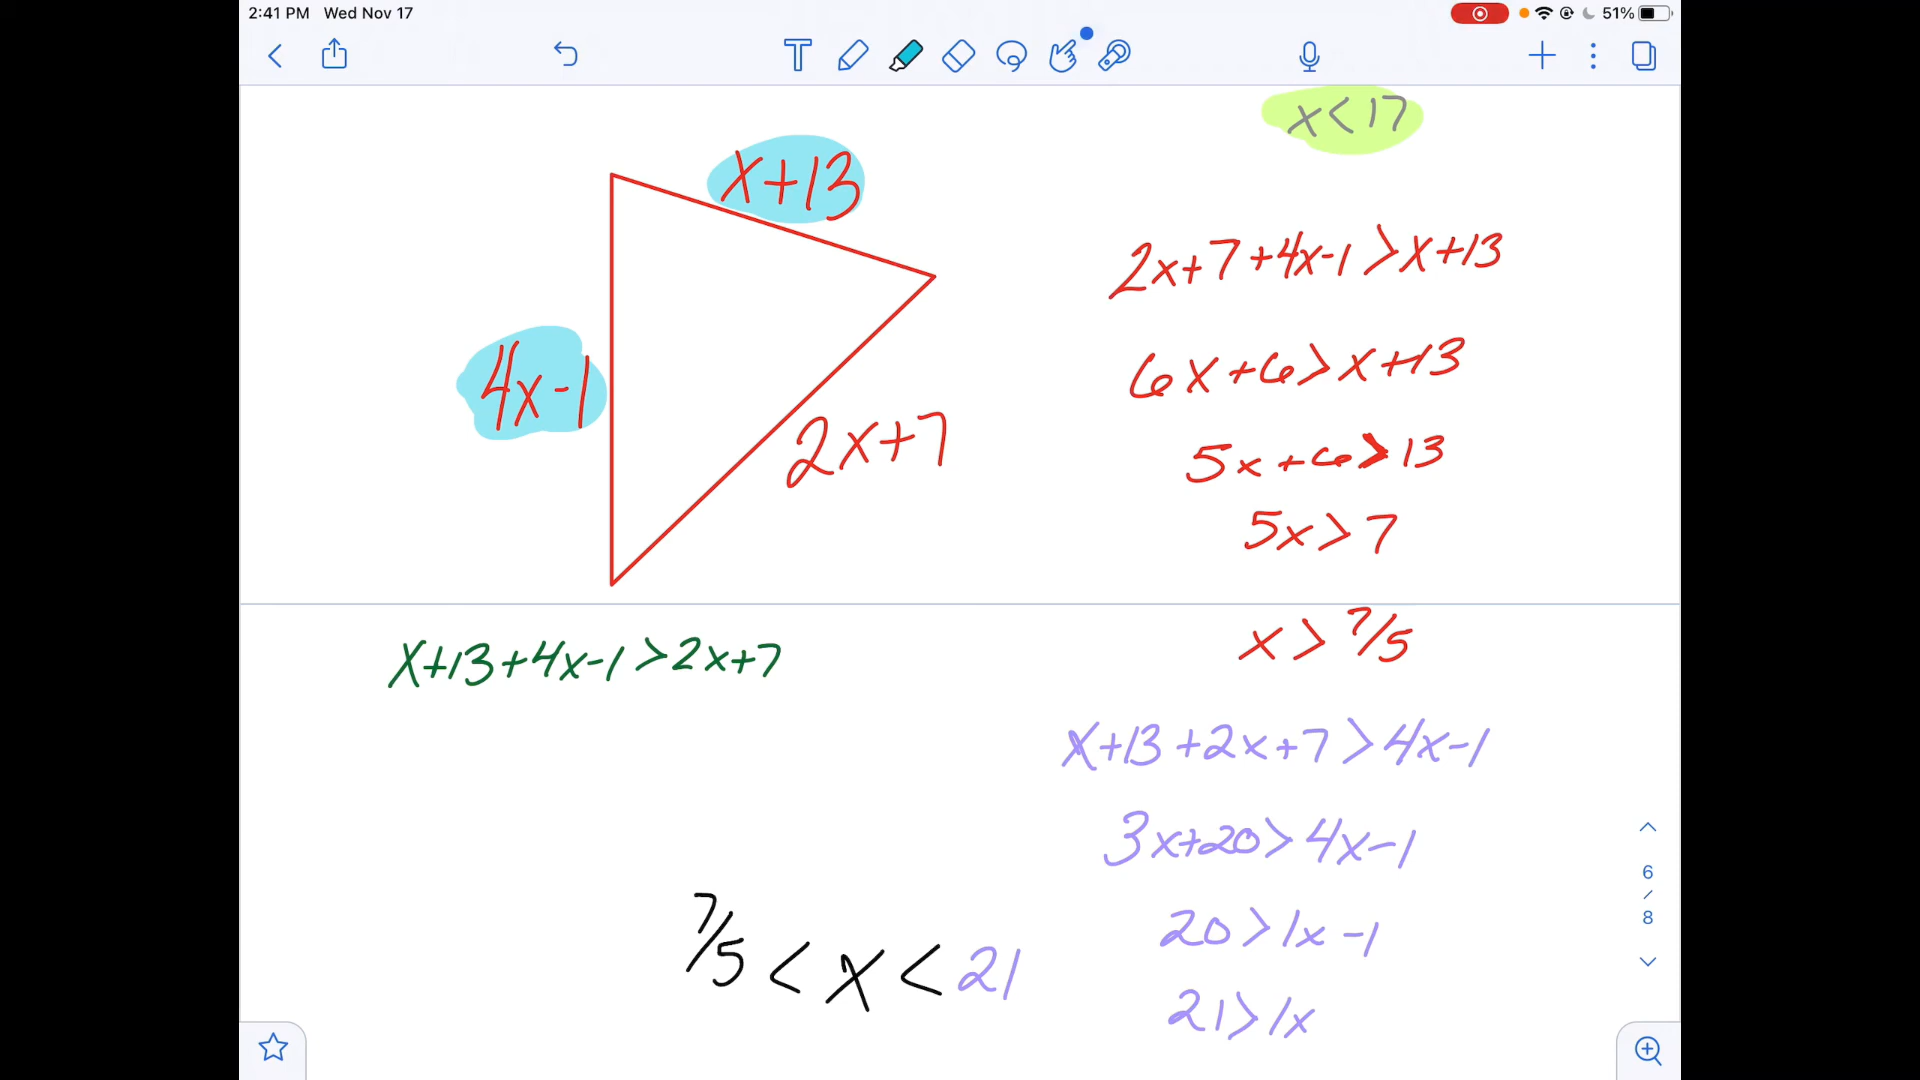 2:41 PM Wed Nov 17
51%
x<17
x+13
4x-1
2x+7
2x+7+4x-1>x+13
6x+6>x+13
5x+6>13
5x>7
x>7/5
x+13+4x-1>2x+7
x+13+2x+7>4x-1
3x+20>4x-1
20>1x-1
21>1x
7/5<x<21
6
/
8